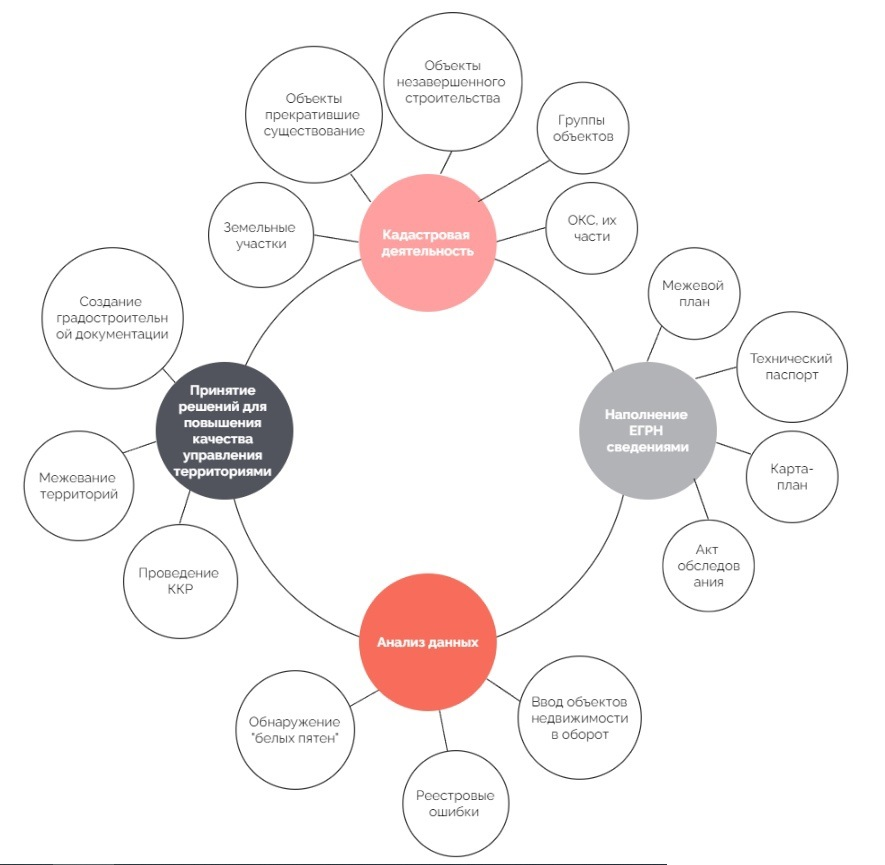 Объекты
незавершенного
строительства
Объекты
прекратившие
существование
Группы
объектов
Земельные
участки
Кадастровая
деятельность
ОКС, их
части
Межевой
план
Создание
градостроительн
ой документации
Технический
паспорт
Принятие
решений для
повышения
качества
управления
территориями
Наполнение
ЕГРН
сведениями
Межевание
территорий
Карта-
план
Акт
обследов
ания
Проведение
ККР
Анализ данных
Обнаружение
"белых пятен"
Ввод объектов
недвижимости
в оборот
Реестровые
ошибки